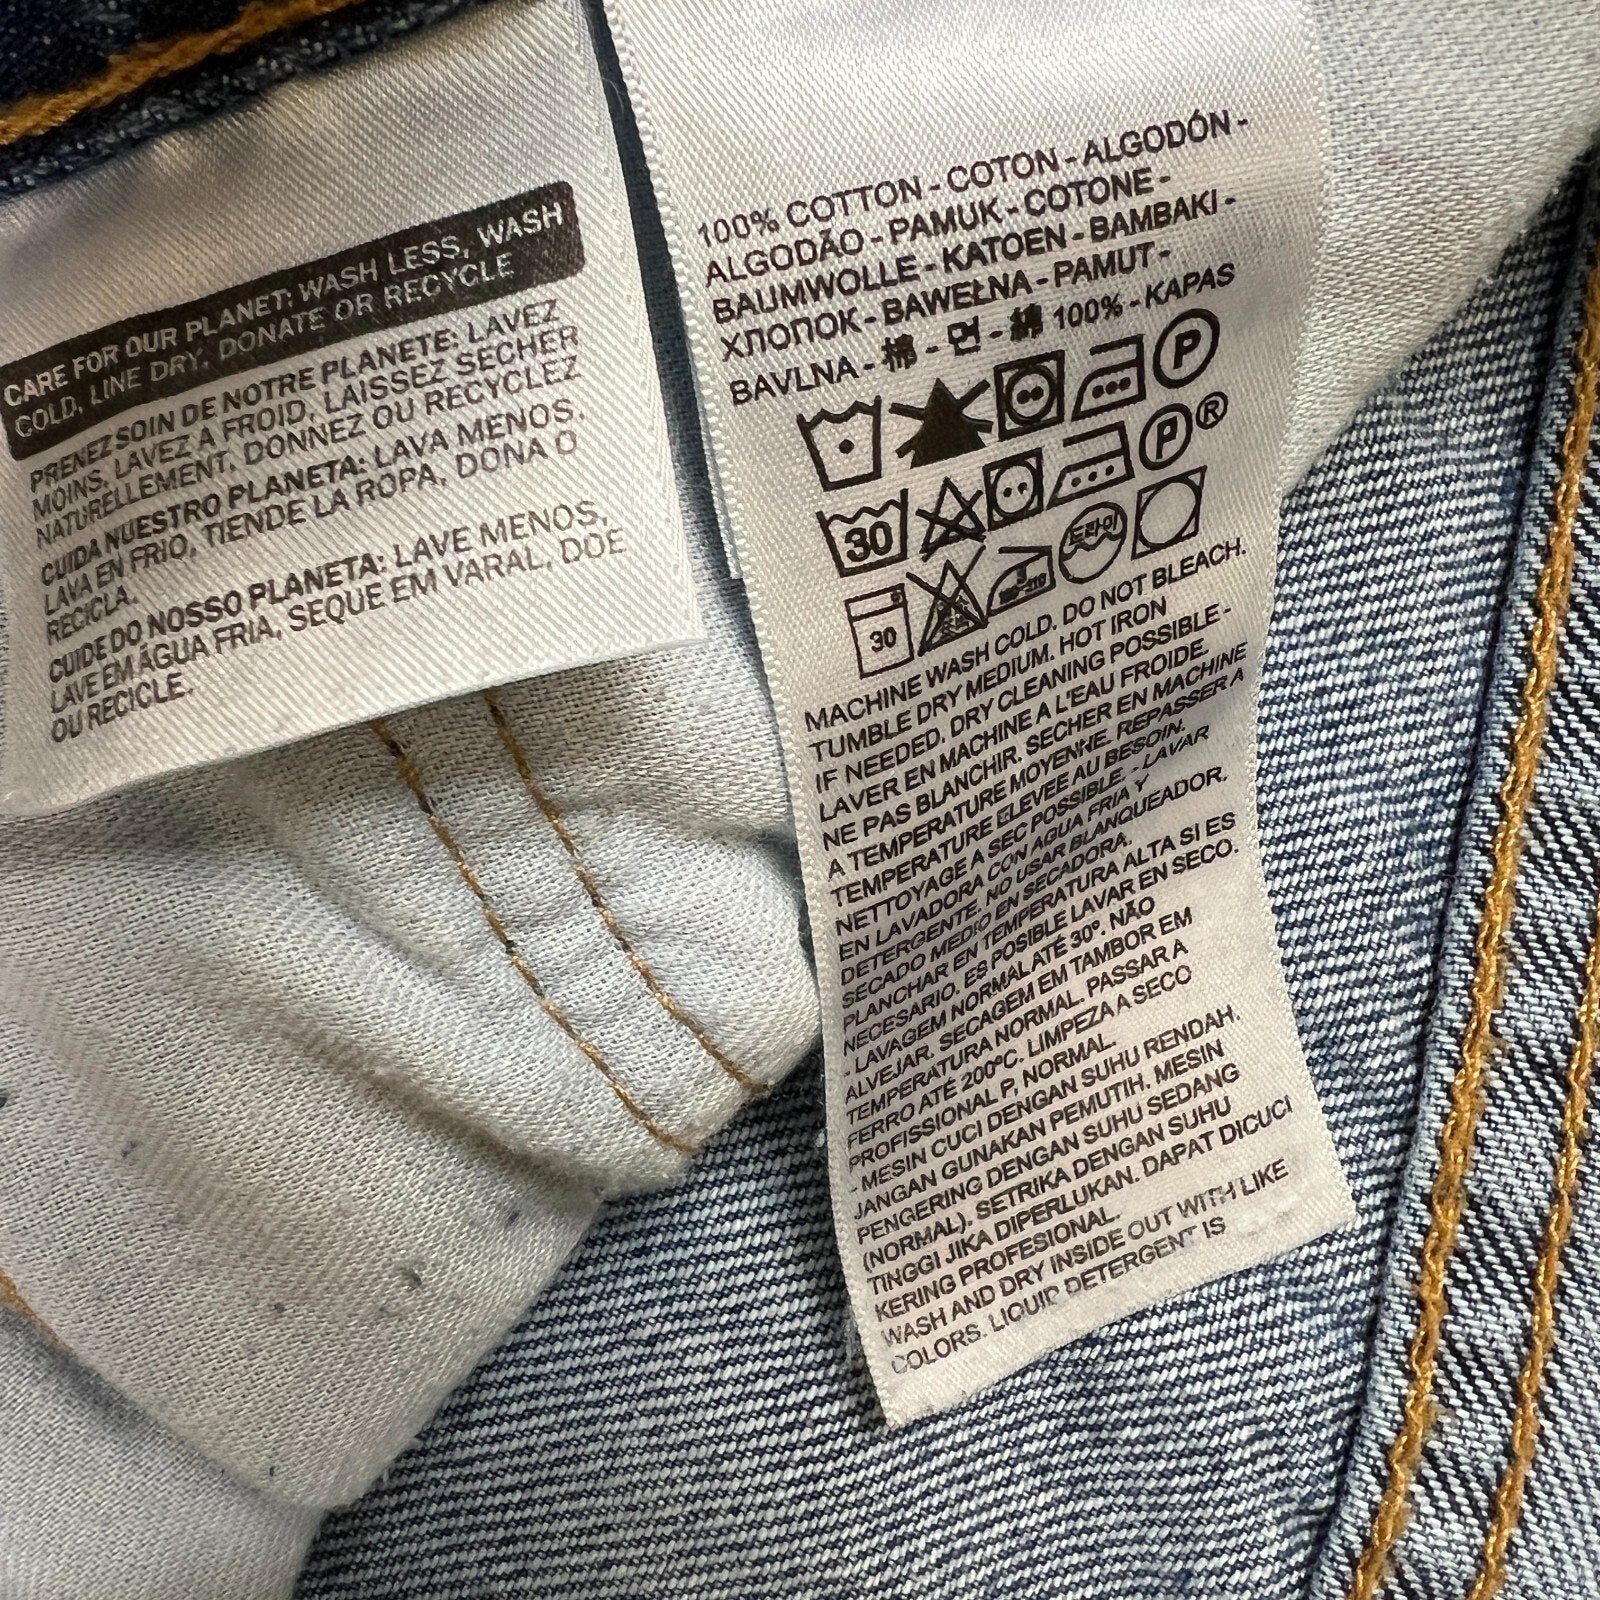 CARE FOR OUR PLANET: WASH LESS, WASH
COLD, LINE DRY, DONATE OR RECYCLE
PRENEZ SOIN DE NOTRE PLANETE: LAVEZ
MOINS, LAVEZ A FROID, LAISSEZ SECHER
NATURELLEMENT, DONNEZ OU RECYCLEZ
CUIDA NUESTRO PLANETA: LAVA MENOS,
LAVA EN FRIO, TIENDE LA ROPA, DONA O
RECICLA.
CUIDE DO NOSSO PLANETA: LAVE MENOS,
LAVE EM ÁGUA FRIA, SEQUE EM VARAL, DOE
OU RECICLE.
100% COTTON - COTON - ALGODÓN -
ALGODÃO - PAMUK - COTONE -
BAUMWOLLE - KATOEN - BAMBAKI -
ХЛОПОК - BAWEŁNA - PAMUT -
BAVLNA - 棉 - 면 - 綿 100% - KAPAS
P
P ®
30
드라이
30
MACHINE WASH COLD. DO NOT BLEACH.
TUMBLE DRY MEDIUM. HOT IRON
IF NEEDED. DRY CLEANING POSSIBLE -
LAVER EN MACHINE A L'EAU FROIDE.
NE PAS BLANCHIR. SECHER EN MACHINE
A TEMPERATURE MOYENNE. REPASSER A
TEMPERATURE ELEVEE AU BESOIN.
NETTOYAGE A SEC POSSIBLE. - LAVAR
EN LAVADORA CON AGUA FRIA Y
DETERGENTE. NO USAR BLANQUEADOR.
SECADO MEDIO EN SECADORA.
PLANCHAR EN TEMPERATURA ALTA SI ES
NECESARIO. ES POSIBLE LAVAR EN SECO.
- LAVAGEM NORMAL ATÉ 30º. NÃO
ALVEJAR. SECAGEM EM TAMBOR EM
TEMPERATURA NORMAL. PASSAR A
FERRO ATÉ 200ºC. LIMPEZA A SECO
PROFISSIONAL P, NORMAL.
- MESIN CUCI DENGAN SUHU RENDAH.
JANGAN GUNAKAN PEMUTIH. MESIN
PENGERING DENGAN SUHU SEDANG
(NORMAL). SETRIKA DENGAN SUHU
TINGGI JIKA DIPERLUKAN. DAPAT DICUCI
KERING PROFESIONAL.
WASH AND DRY INSIDE OUT WITH LIKE
COLORS. LIQUID DETERGENT IS